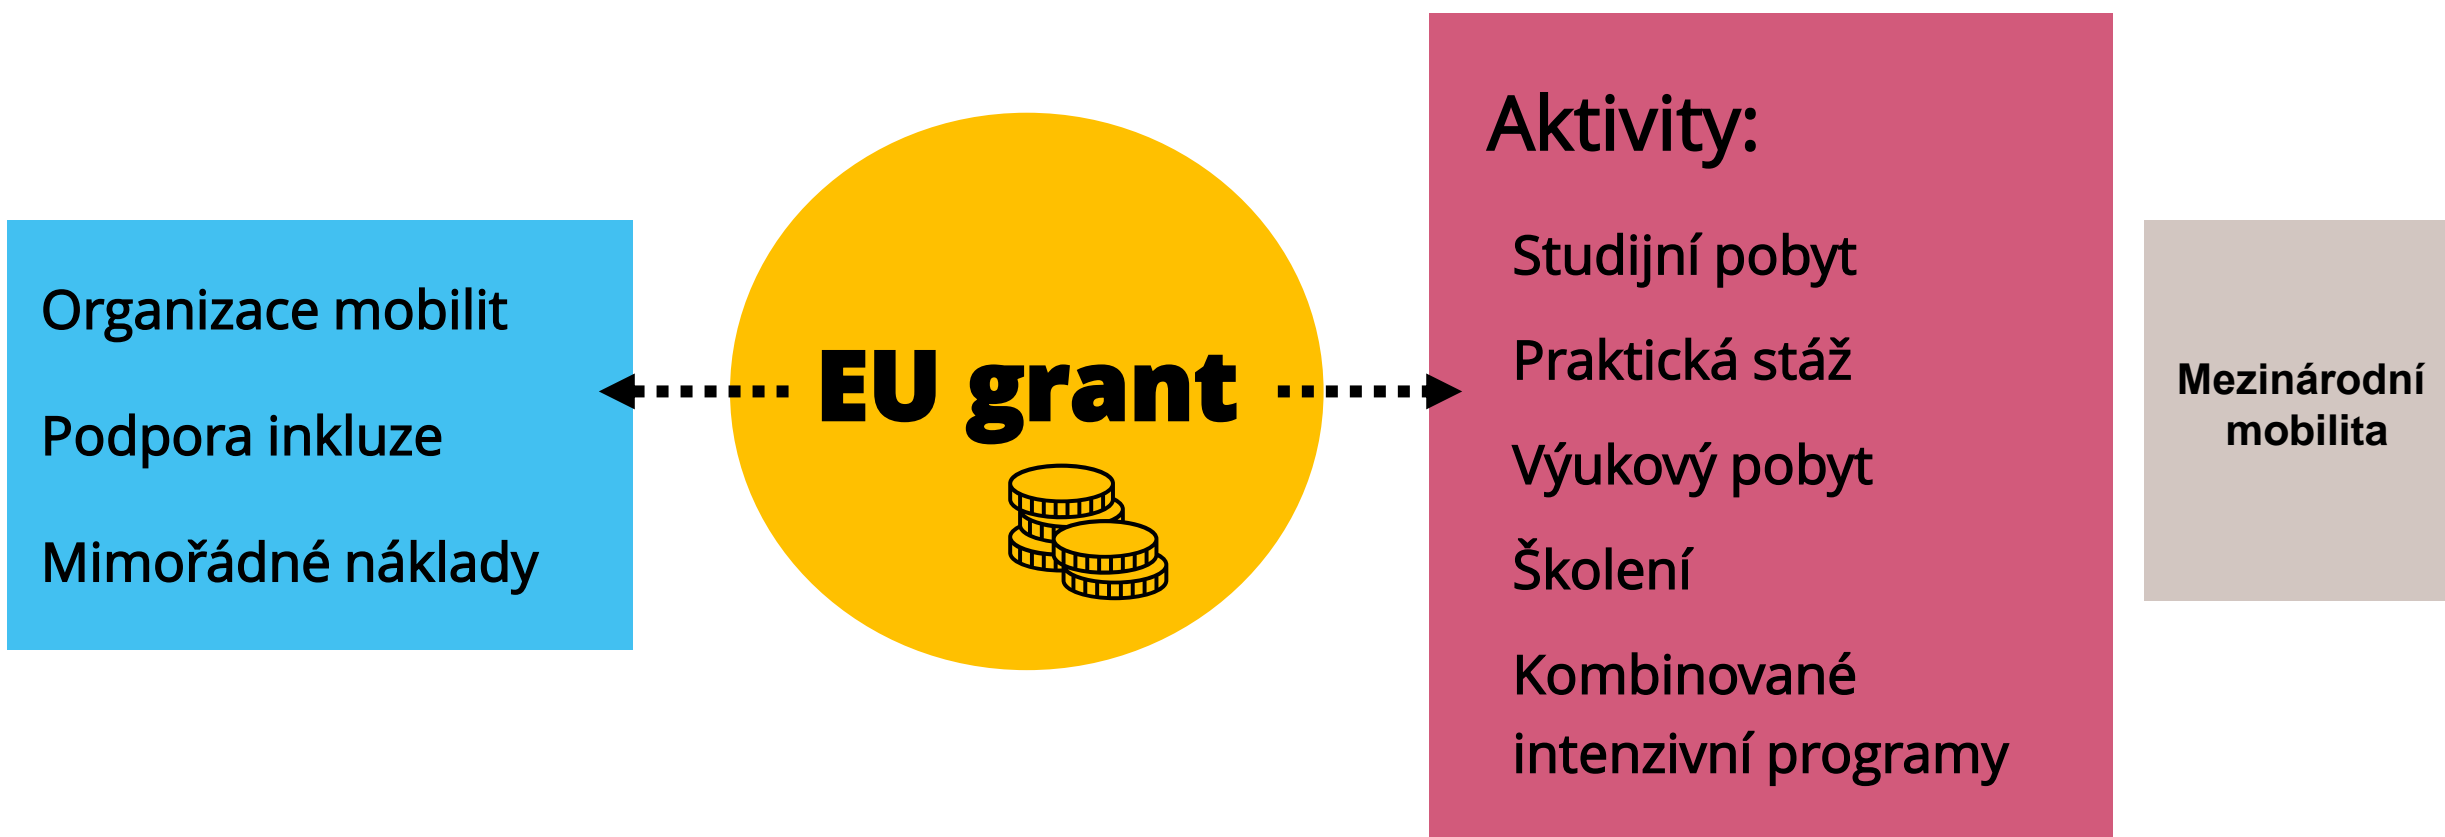 Organizace mobilit
Podpora inkluze
Mimořádné náklady
EU grant
Aktivity:
Studijní pobyt
Praktická stáž
Výukový pobyt
Školení
Kombinované
intenzivní programy
Mezinárodní
mobilita